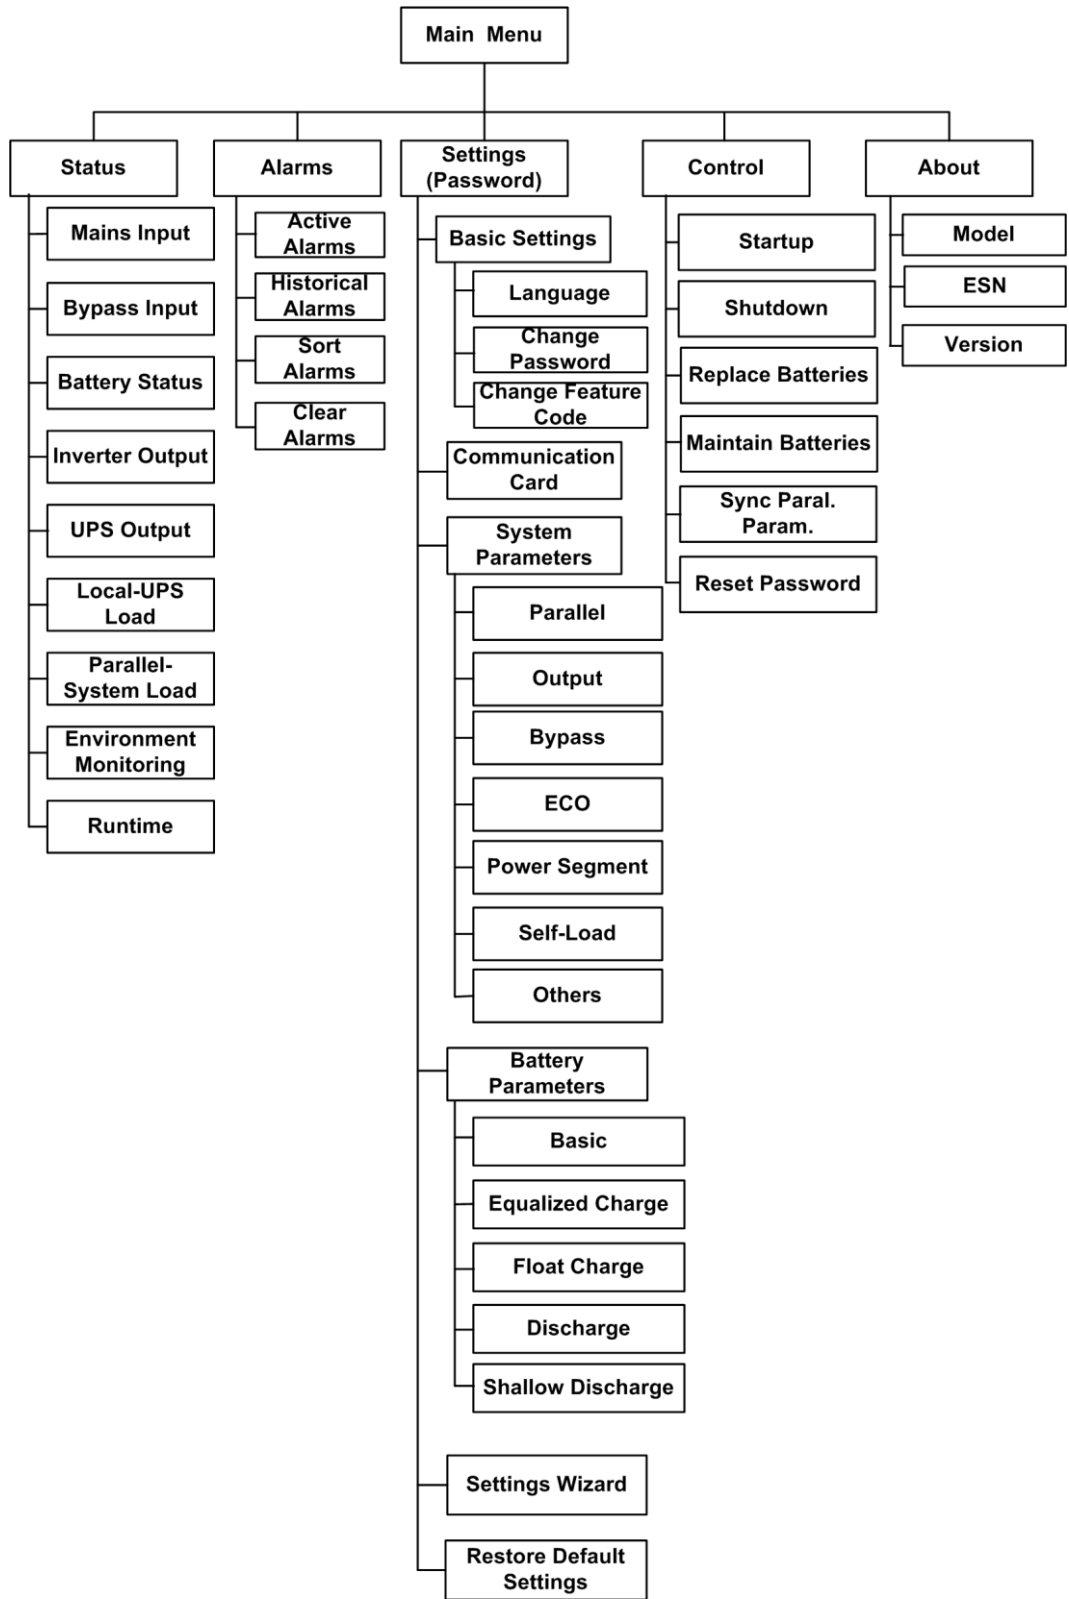 Main Menu
Status
Mains Input
Bypass Input
Battery Status
Inverter Output
UPS Output
Local-UPS
Load
Parallel-
System Load
Environment
Monitoring
Runtime
Alarms
Active
Alarms
Historical
Alarms
Sort
Alarms
Clear
Alarms
Settings
(Password)
Basic Settings
Language
Change
Password
Change Feature
Code
Communication
Card
System
Parameters
Parallel
Output
Bypass
ECO
Power Segment
Self-Load
Others
Battery
Parameters
Basic
Equalized Charge
Float Charge
Discharge
Shallow Discharge
Settings Wizard
Restore Default
Settings
Control
Startup
Shutdown
Replace Batteries
Maintain Batteries
Sync Paral.
Param.
Reset Password
About
Model
ESN
Version